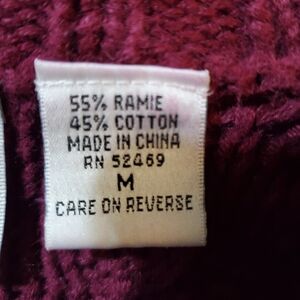 55% RAMIE
45% COTTON
MADE IN CHINA
RN 52469
M
CARE ON REVERSE